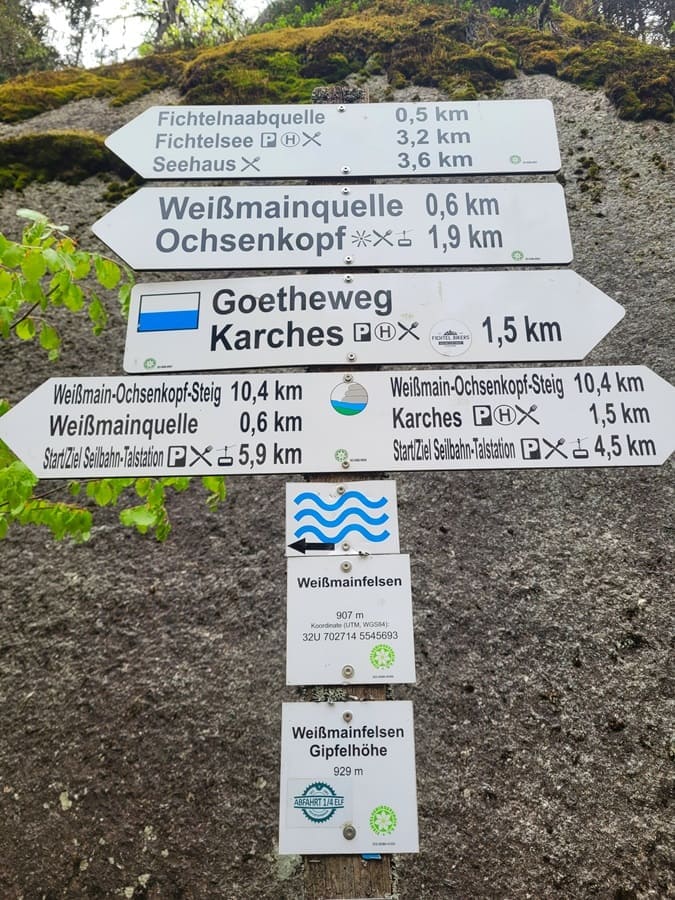 Fichtelnaabquelle 0,5 km
Fichtelsee P H 3,2 km
Seehaus 3,6 km
Weißmainquelle 0,6 km
Ochsenkopf 1,9 km
Goetheweg
Karches P H FICHTEL BIKERS 1,5 km
Weißmain-Ochsenkopf-Steig 10,4 km
Weißmainquelle 0,6 km
Start/Ziel Seilbahn-Talstation P 5,9 km
Weißmain-Ochsenkopf-Steig 10,4 km
Karches P H 1,5 km
Start/Ziel Seilbahn-Talstation P 4,5 km
Weißmainfelsen
907 m
Koordinate (UTM, WGS84):
32U 702714 5545693
Weißmainfelsen
Gipfelhöhe
929 m
ABFAHRT 1/4 ELF